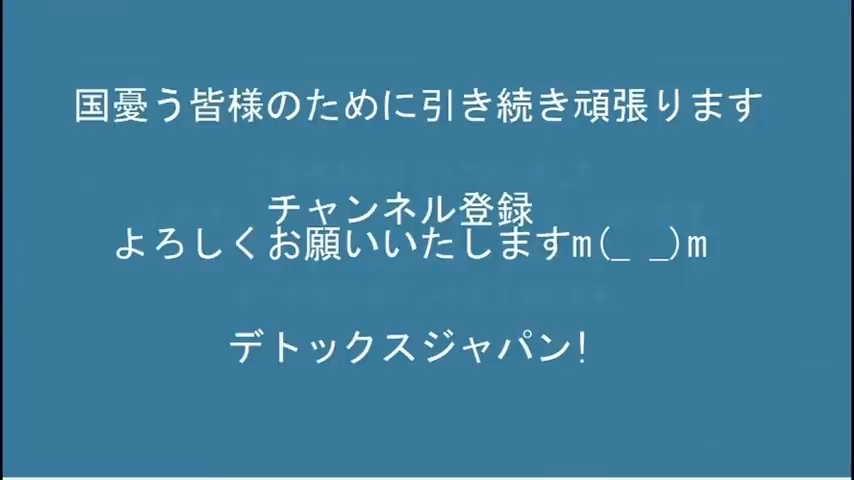 国憂う皆様のために引き続き頑張ります
チャンネル登録
よろしくお願いいたしますm(_ _)m
デトックスジャパン!